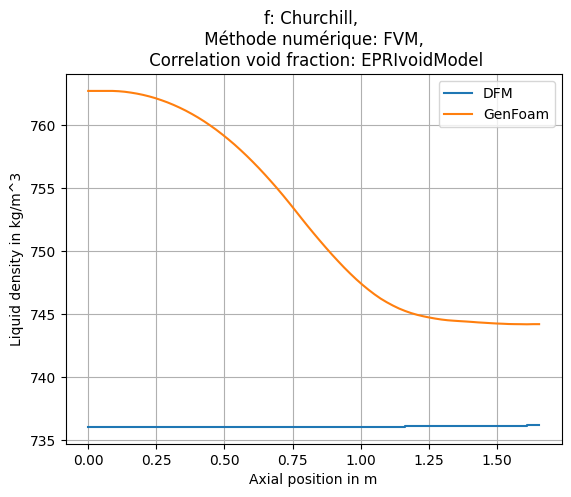 f: Churchill,
Méthode numérique: FVM,
Correlation void fraction: EPRIvoidModel
DFM
GenFoam
Liquid density in kg/m^3
760
755
750
745
740
735
0.00 0.25 0.50 0.75 1.00 1.25 1.50
Axial position in m